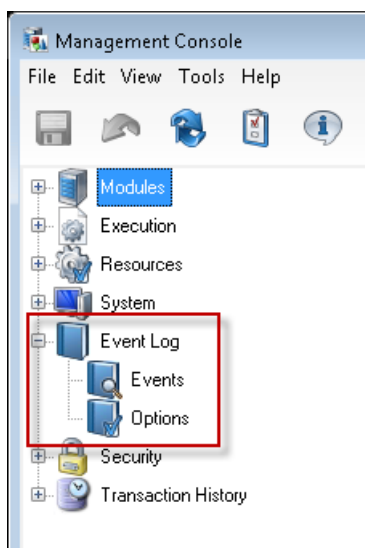 Management Console
File Edit View Tools Help
Modules
Execution
Resources
System
Event Log
Events
Options
Security
Transaction History